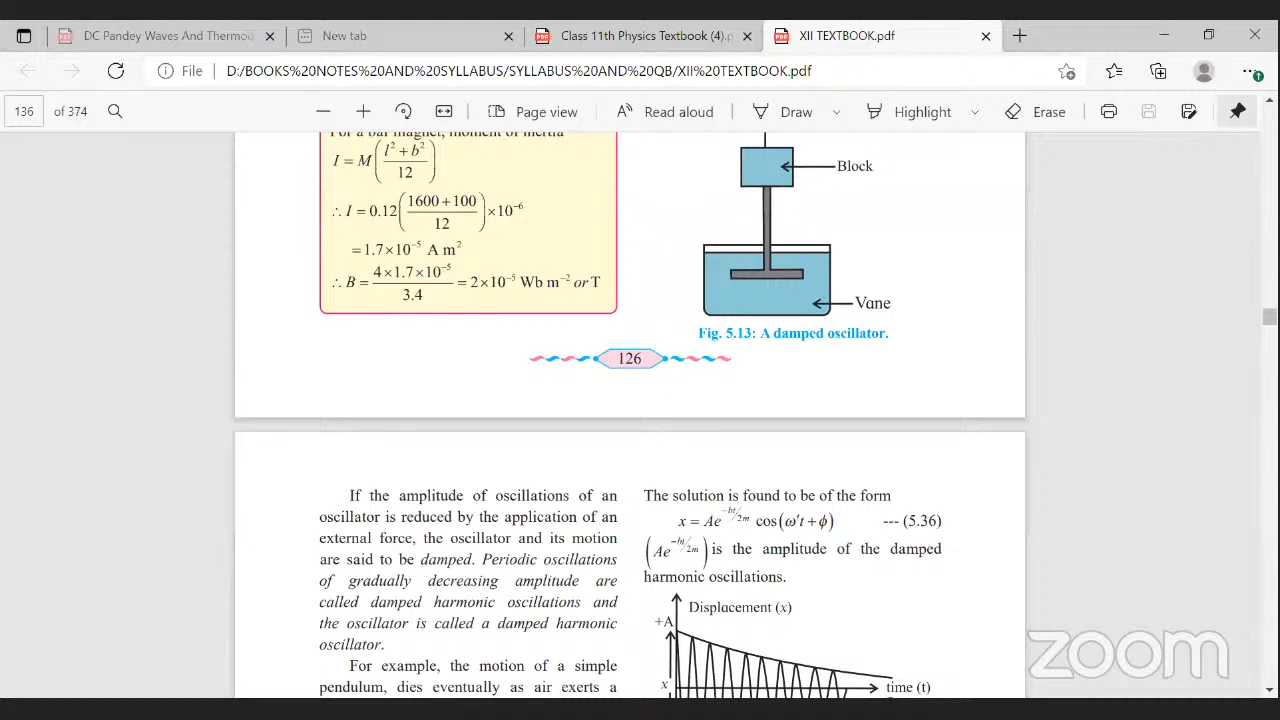 DC Pandey Waves And Thermo
New tab
Class 11th Physics Textbook (4).p
XII TEXTBOOK.pdf
File
D:/BOOKS%20NOTES%20AND%20SYLLABUS/SYLLABUS%20AND%20QB/XII%20TEXTBOOK.pdf
136 of 374
Page view
Read aloud
Draw
Highlight
Erase
For a bar magnet, moment of inertia
I = M ( l² + b² / 12 )
∴ I = 0.12 ( 1600 + 100 / 12 ) × 10⁻⁶
= 1.7×10⁻⁵ A m²
∴ B = 4×1.7×10⁻⁵ / 3.4 = 2×10⁻⁵ Wb m⁻² or T
Block
Vane
Fig. 5.13: A damped oscillator.
126
If the amplitude of oscillations of an
oscillator is reduced by the application of an
external force, the oscillator and its motion
are said to be damped. Periodic oscillations
of gradually decreasing amplitude are
called damped harmonic oscillations and
the oscillator is called a damped harmonic
oscillator.
For example, the motion of a simple
pendulum, dies eventually as air exerts a
The solution is found to be of the form
x = Ae^(-bt/2m) cos(ω′t + ϕ) --- (5.36)
(Ae^(-bt/2m)) is the amplitude of the damped
harmonic oscillations.
Displacement (x)
+A
x
time (t)
zoom